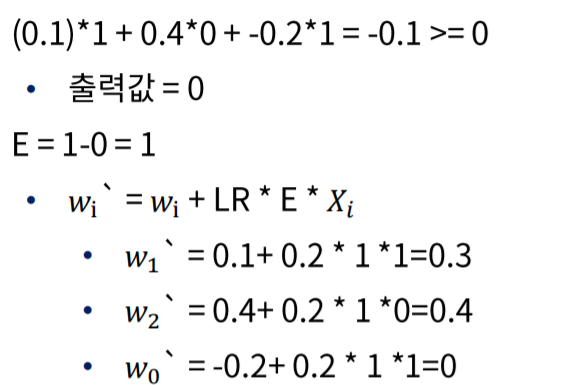 (0.1)*1 + 0.4*0 + -0.2*1 = -0.1 >= 0
• 출력값 = 0
E = 1-0 = 1
• wᵢ` = wᵢ + LR * E * Xᵢ
• w₁` = 0.1+ 0.2 * 1 *1=0.3
• w₂` = 0.4+ 0.2 * 1 *0=0.4
• w₀` = -0.2+ 0.2 * 1 *1=0